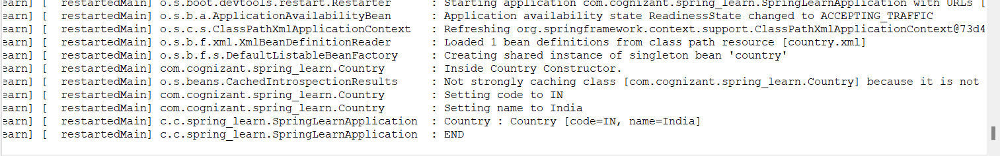 earn] [  restartedMain] o.s.boot.devtools.restart.Restarter      : Starting application com.cognizant.spring_learn.SpringLearnApplication with URLs [
earn] [  restartedMain] o.s.b.a.ApplicationAvailabilityBean      : Application availability state ReadinessState changed to ACCEPTING_TRAFFIC
earn] [  restartedMain] o.s.c.s.ClassPathXmlApplicationContext   : Refreshing org.springframework.context.support.ClassPathXmlApplicationContext@73d4
earn] [  restartedMain] o.s.b.f.xml.XmlBeanDefinitionReader      : Loaded 1 bean definitions from class path resource [country.xml]
earn] [  restartedMain] o.s.b.f.s.DefaultListableBeanFactory     : Creating shared instance of singleton bean 'country'
earn] [  restartedMain] com.cognizant.spring_learn.Country       : Inside Country Constructor.
earn] [  restartedMain] o.s.beans.CachedIntrospectionResults     : Not strongly caching class [com.cognizant.spring_learn.Country] because it is not
earn] [  restartedMain] com.cognizant.spring_learn.Country       : Setting code to IN
earn] [  restartedMain] com.cognizant.spring_learn.Country       : Setting name to India
earn] [  restartedMain] c.c.spring_learn.SpringLearnApplication  : Country : Country [code=IN, name=India]
earn] [  restartedMain] c.c.spring_learn.SpringLearnApplication  : END